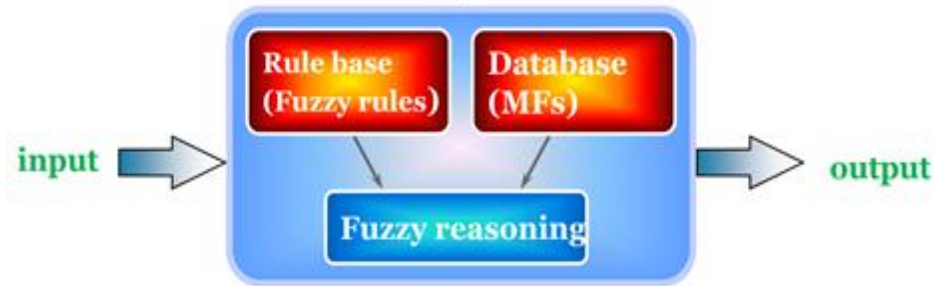 Rule base
(Fuzzy rules)
Database
(MFs)
input
output
Fuzzy reasoning